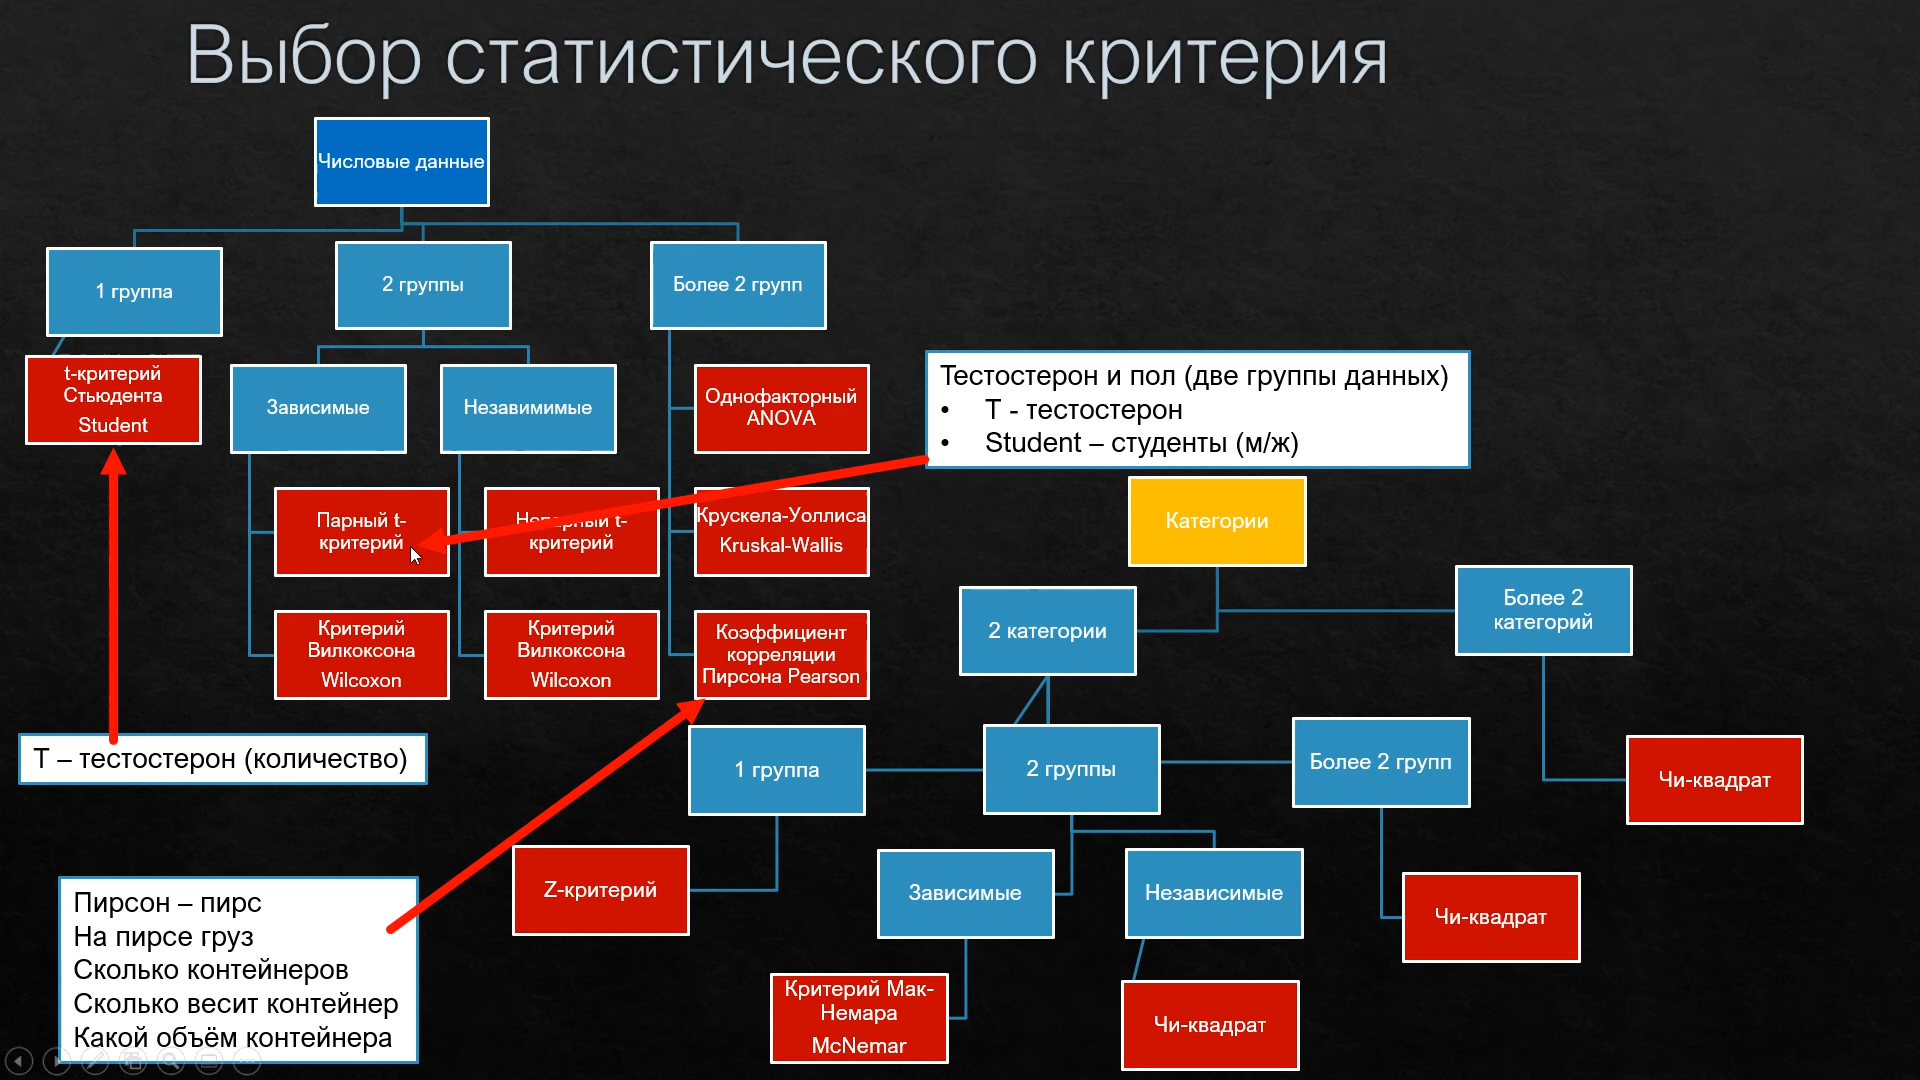 Выбор статистического критерия
Числовые данные
1 группа
2 группы
Более 2 групп
t-критерий
Стьюдента
Student
Зависимые
Незавимимые
Однофакторный
ANOVA
Тестостерон и пол (две группы данных)
• Т - тестостерон
• Student – студенты (м/ж)
Парный t-
критерий
Непарный t-
критерий
Крускела-Уоллиса
Kruskal-Wallis
Критерий
Вилкоксона
Wilcoxon
Критерий
Вилкоксона
Wilcoxon
Коэффициент
корреляции
Пирсона Pearson
Категории
2 категории
Более 2
категорий
Т – тестостерон (количество)
1 группа
2 группы
Более 2 групп
Чи-квадрат
Z-критерий
Зависимые
Независимые
Чи-квадрат
Пирсон – пирс
На пирсе груз
Сколько контейнеров
Сколько весит контейнер
Какой объём контейнера
Критерий Мак-
Немара
McNemar
Чи-квадрат